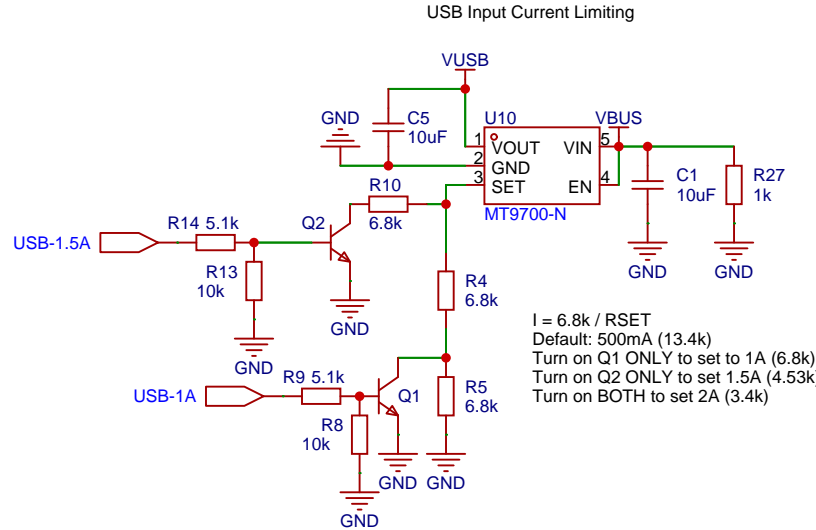 USB Input Current Limiting
VUSB
GND
C5
10uF
U10
1
VOUT
VIN
5
2
GND
3
SET
EN
4
MT9700-N
VBUS
C1
10uF
R27
1k
GND
GND
R10
6.8k
Q2
R14 5.1k
USB-1.5A
R13
10k
GND
GND
R4
6.8k
I = 6.8k / RSET
Default: 500mA (13.4k)
Turn on Q1 ONLY to set to 1A (6.8k)
Turn on Q2 ONLY to set 1.5A (4.53k)
Turn on BOTH to set 2A (3.4k)
R9 5.1k
USB-1A
Q1
R5
6.8k
R8
10k
GND
GND
GND